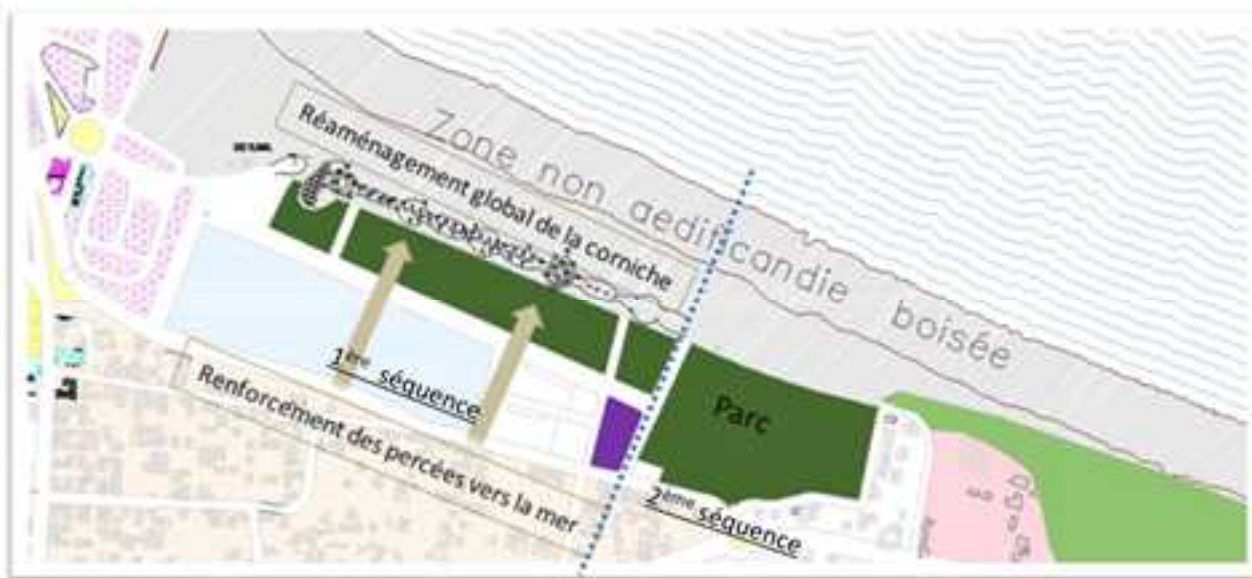 Zone non aedificandie boisée
Réaménagement global de la corniche
1ère séquence
Renforcement des percées vers la mer
Parc
2ème séquence